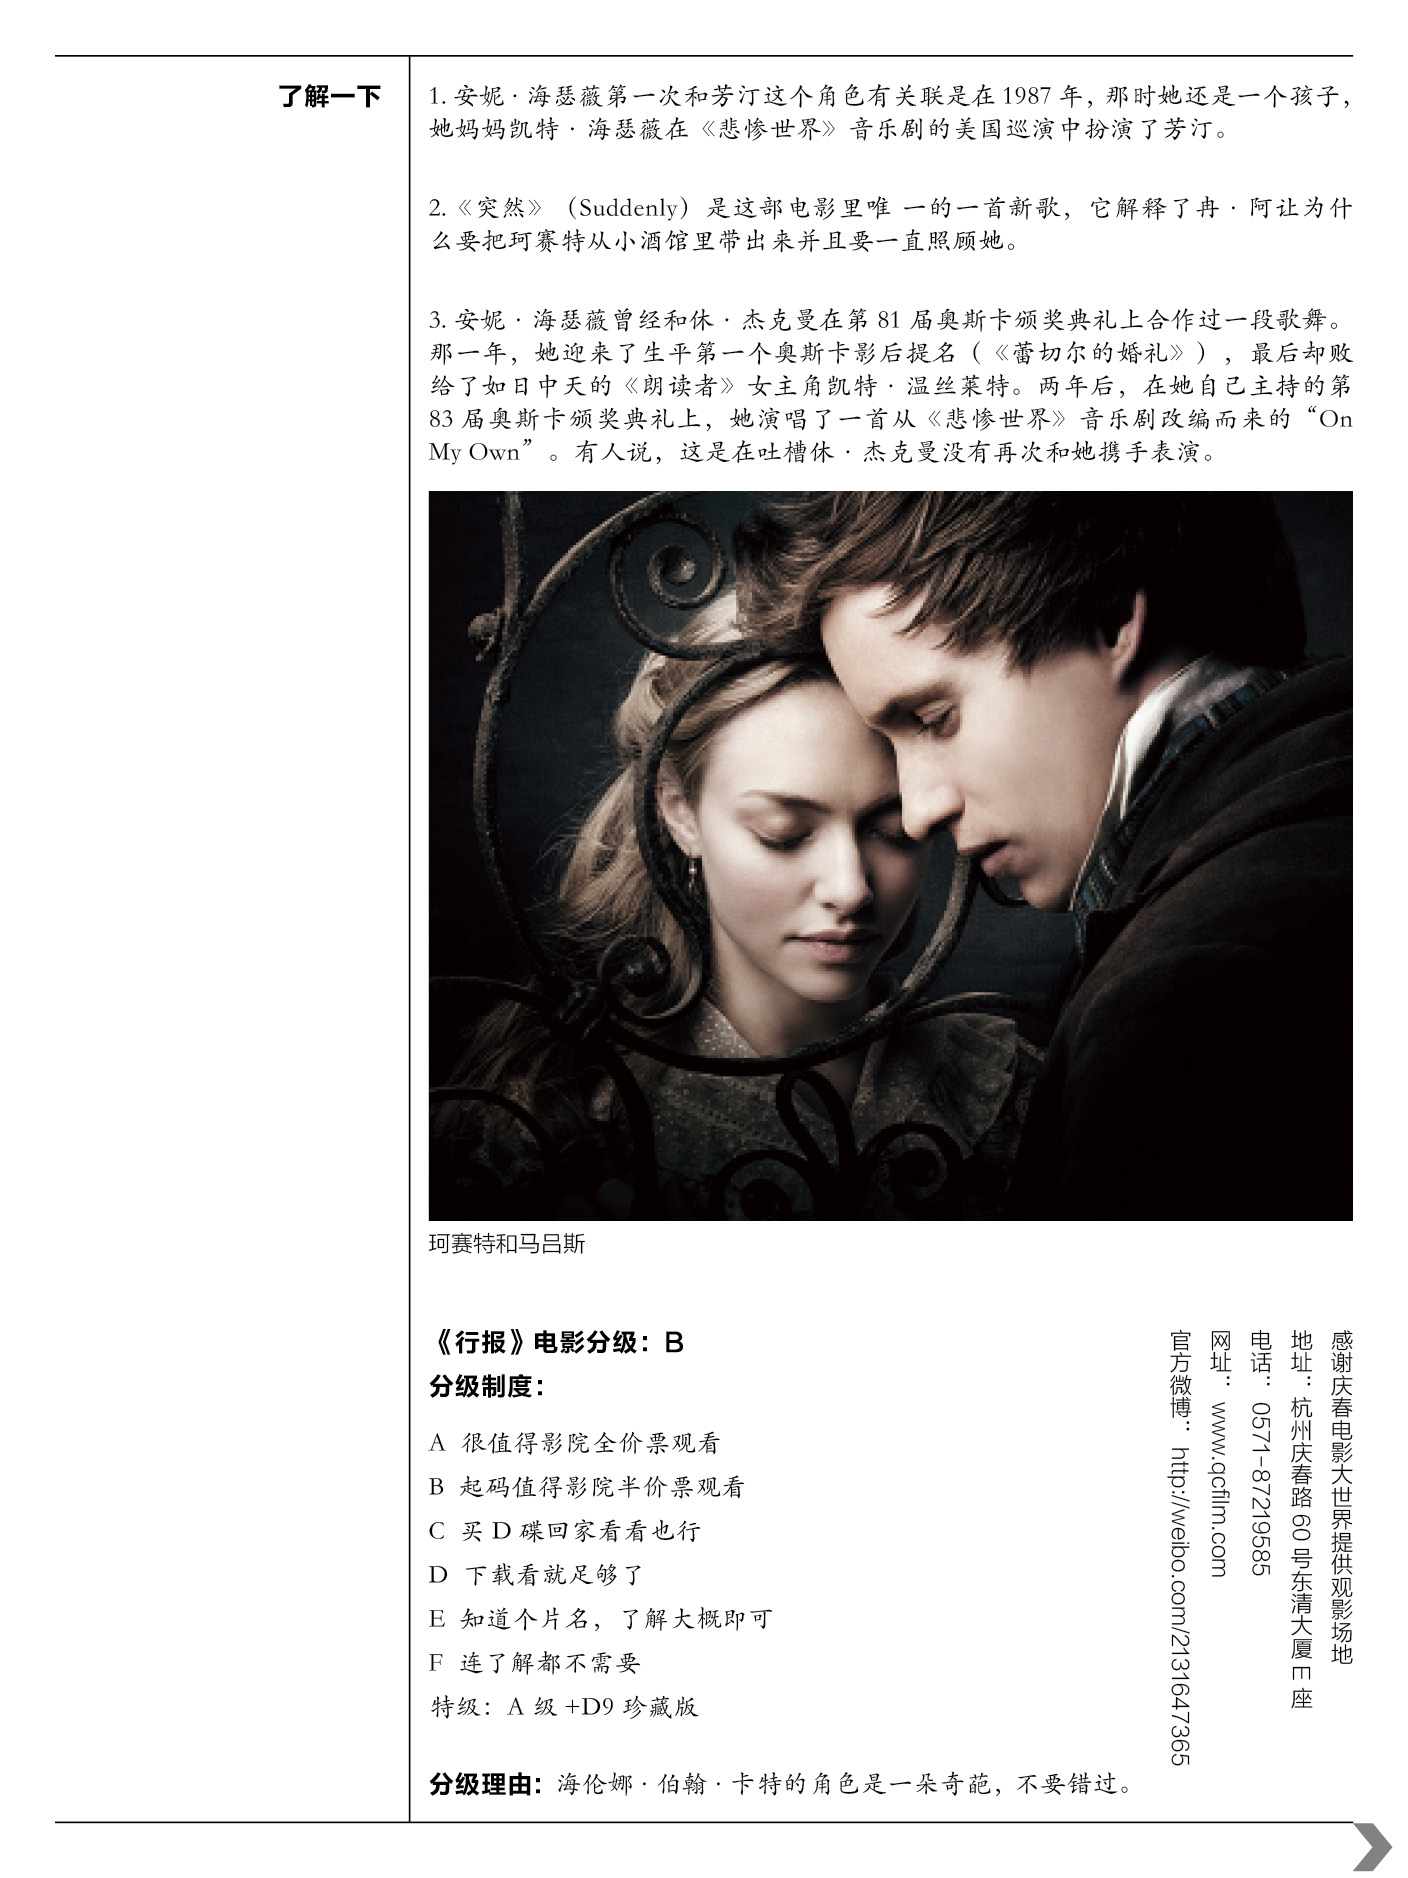 了解一下
1. 安妮 · 海瑟薇第一次和芳汀这个角色有关联是在 1987 年，那时她还是一个孩子，
她妈妈凯特 · 海瑟薇在《悲惨世界》音乐剧的美国巡演中扮演了芳汀。
2.《突然》（Suddenly）是这部电影里唯 一的一首新歌，它解释了冉 · 阿让为什
么要把珂赛特从小酒馆里带出来并且要一直照顾她。
3. 安妮 · 海瑟薇曾经和休 · 杰克曼在第 81 届奥斯卡颁奖典礼上合作过一段歌舞。
那一年，她迎来了生平第一个奥斯卡影后提名（《蕾切尔的婚礼》），最后却败
给了如日中天的《朗读者》女主角凯特 · 温丝莱特。两年后，在她自己主持的第
83 届奥斯卡颁奖典礼上，她演唱了一首从《悲惨世界》音乐剧改编而来的“On
My Own”。有人说，这是在吐槽休 · 杰克曼没有再次和她携手表演。
珂赛特和马吕斯
《行报》电影分级：B
分级制度：
A 很值得影院全价票观看
B 起码值得影院半价票观看
C 买 D 碟回家看看也行
D 下载看就足够了
E 知道个片名，了解大概即可
F 连了解都不需要
特级：A 级 +D9 珍藏版
分级理由：海伦娜 · 伯翰 · 卡特的角色是一朵奇葩，不要错过。
感谢庆春电影大世界提供观影场地
地址：杭州庆春路 60 号东清大厦 E 座
电话：0571-87219585
网址：www.qcfilm.com
官方微博：http://weibo.com/2131647365